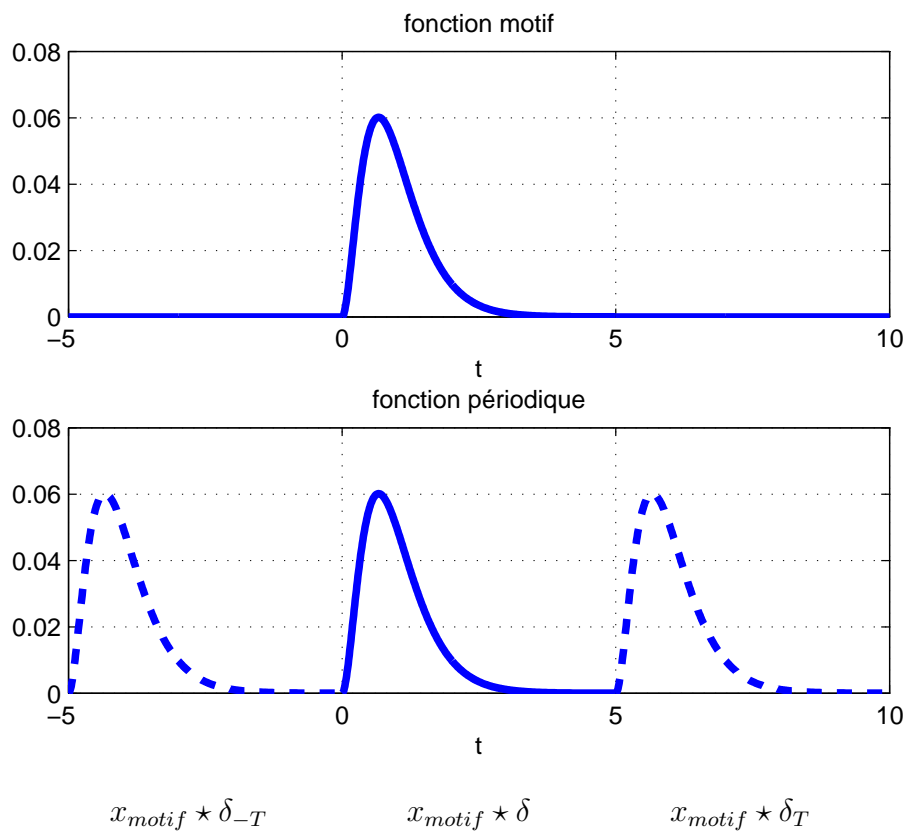 fonction motif
0.08
0.06
0.04
0.02
0
−5 0 5 10
t
fonction périodique
0.08
0.06
0.04
0.02
0
−5 0 5 10
t
x_{motif} ⋆ δ_{−T} x_{motif} ⋆ δ x_{motif} ⋆ δ_T